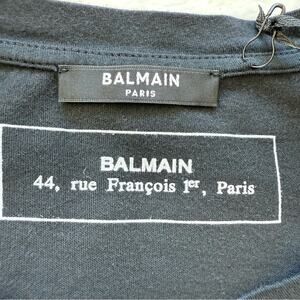 BALMAIN
PARIS
BALMAIN
44, rue François 1er, Paris